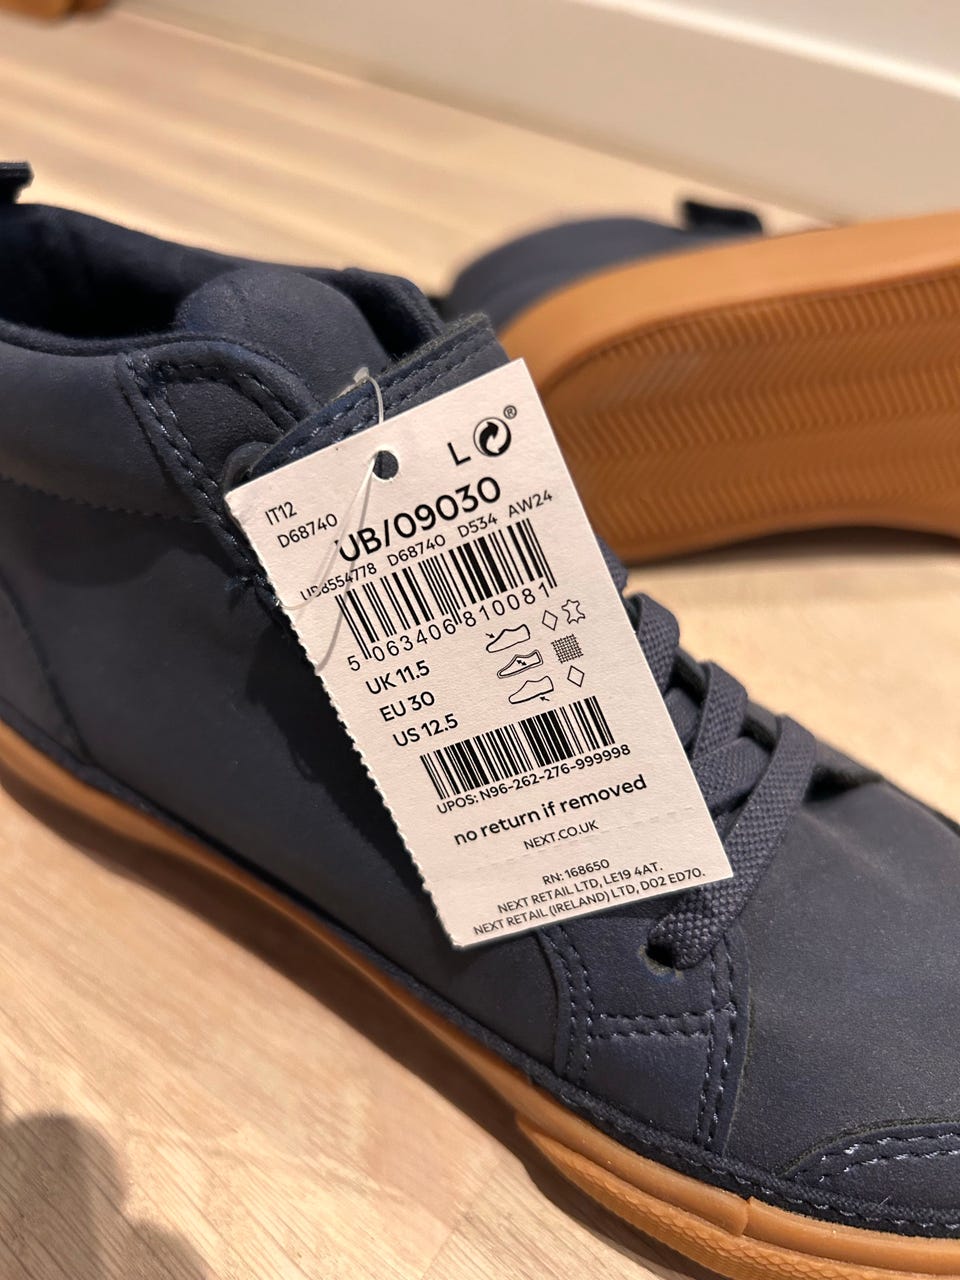 L ®
IT12
D68740
UB/09030
D68740 D534 AW24
5 063406 810081
UK 11.5
EU 30
US 12.5
UPOS: N96-262-276-999998
no return if removed
NEXT.CO.UK
RN: 168650
NEXT RETAIL LTD, LE19 4AT.
NEXT RETAIL (IRELAND) LTD, D02 ED70.